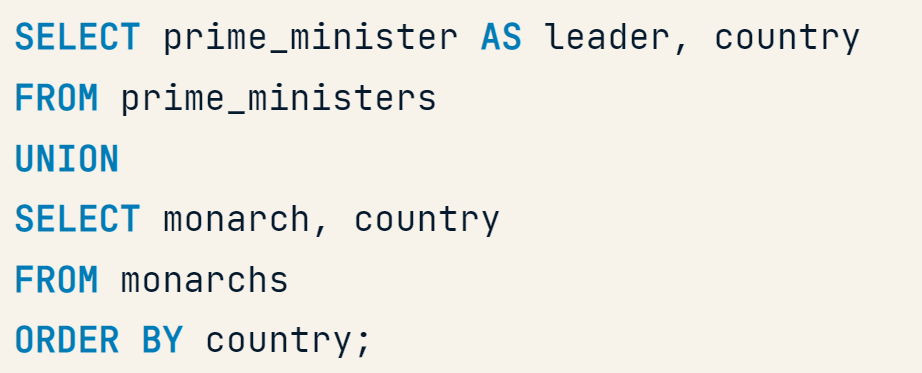 SELECT prime_minister AS leader, country
FROM prime_ministers
UNION
SELECT monarch, country
FROM monarchs
ORDER BY country;